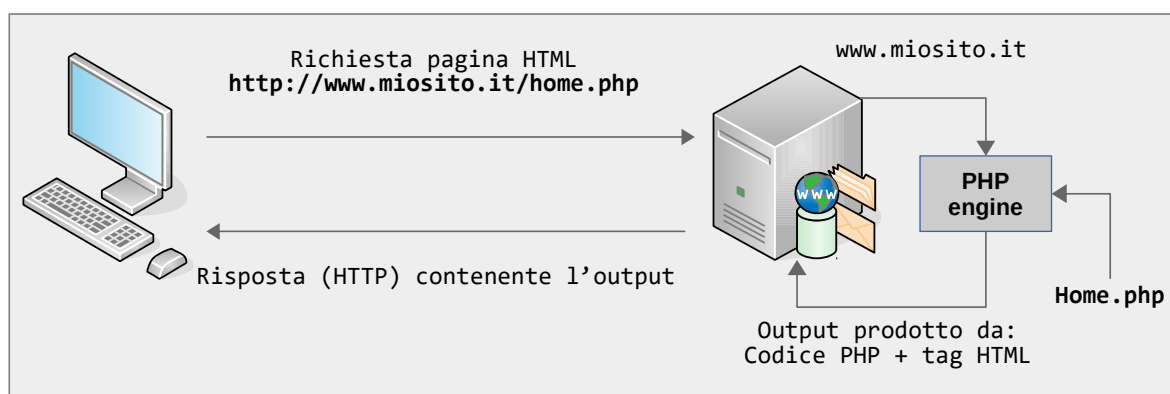 Richiesta pagina HTML
http://www.miosito.it/home.php
www.miosito.it
www
PHP
engine
Risposta (HTTP) contenente l’output
Home.php
Output prodotto da:
Codice PHP + tag HTML